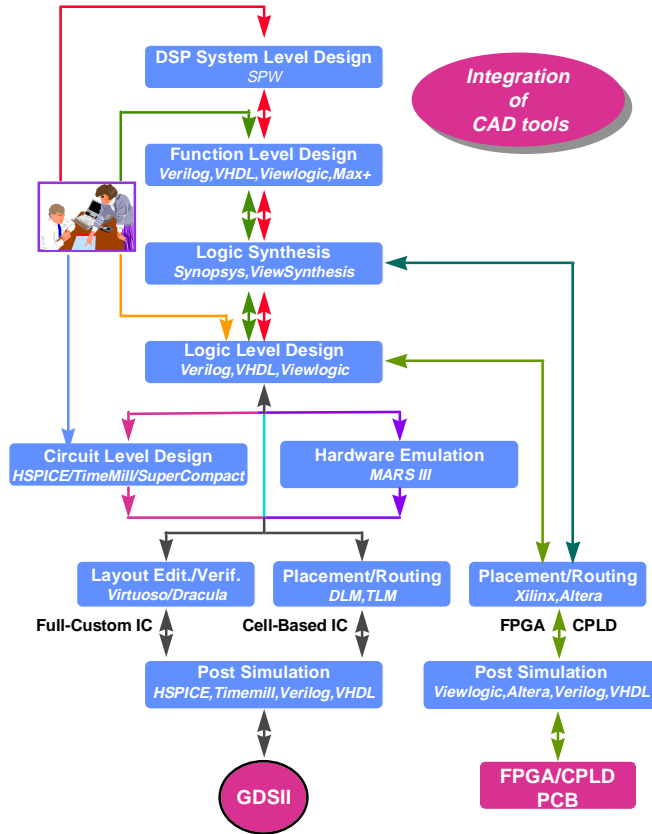 DSP System Level Design
SPW
Integration
of
CAD tools
Function Level Design
Verilog,VHDL,Viewlogic,Max+
Logic Synthesis
Synopsys,ViewSynthesis
Logic Level Design
Verilog,VHDL,Viewlogic
Circuit Level Design
HSPICE/TimeMill/SuperCompact
Hardware Emulation
MARS III
Layout Edit./Verif.
Virtuoso/Dracula
Placement/Routing
DLM,TLM
Placement/Routing
Xilinx,Altera
Full-Custom IC
Cell-Based IC
FPGA
CPLD
Post Simulation
HSPICE,Timemill,Verilog,VHDL
Post Simulation
Viewlogic,Altera,Verilog,VHDL
GDSII
FPGA/CPLD
PCB